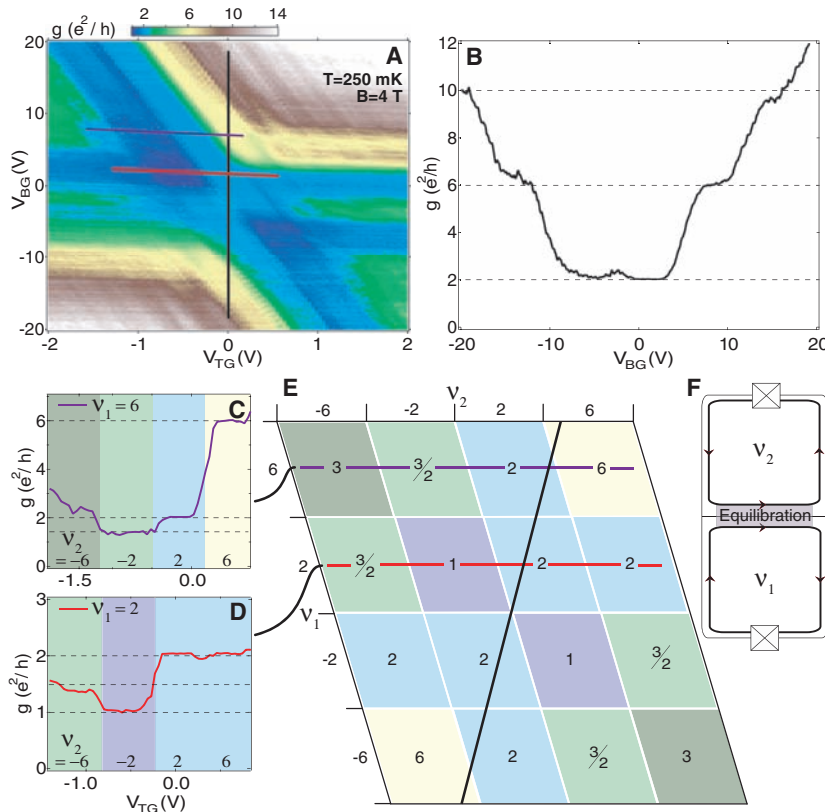 g (e²/h) 2 6 10 14
A
T=250 mK
B=4 T
20
10
0
-10
-20
V_BG(V)
-2 -1 0 1 2
V_TG(V)
B
12
10
8
6
4
2
0
g (e²/h)
-20 -10 0 10 20
V_BG(V)
C
ν₁=6
6
4
2
0
g (e²/h)
ν₂
=-6 -2 2 6
-1.5 0.0
D
ν₁=2
3
2
1
0
g (e²/h)
ν₂
=-6 -2 2 6
-1.0 0.0
V_TG(V)
E
ν₂
-6 -2 2 6
6 3 3/2 2 6
2 3/2 1 2 2
ν₁
-2 2 2 1 3/2
-6 6 2 3/2 3
F
ν₂
Equilibration
ν₁